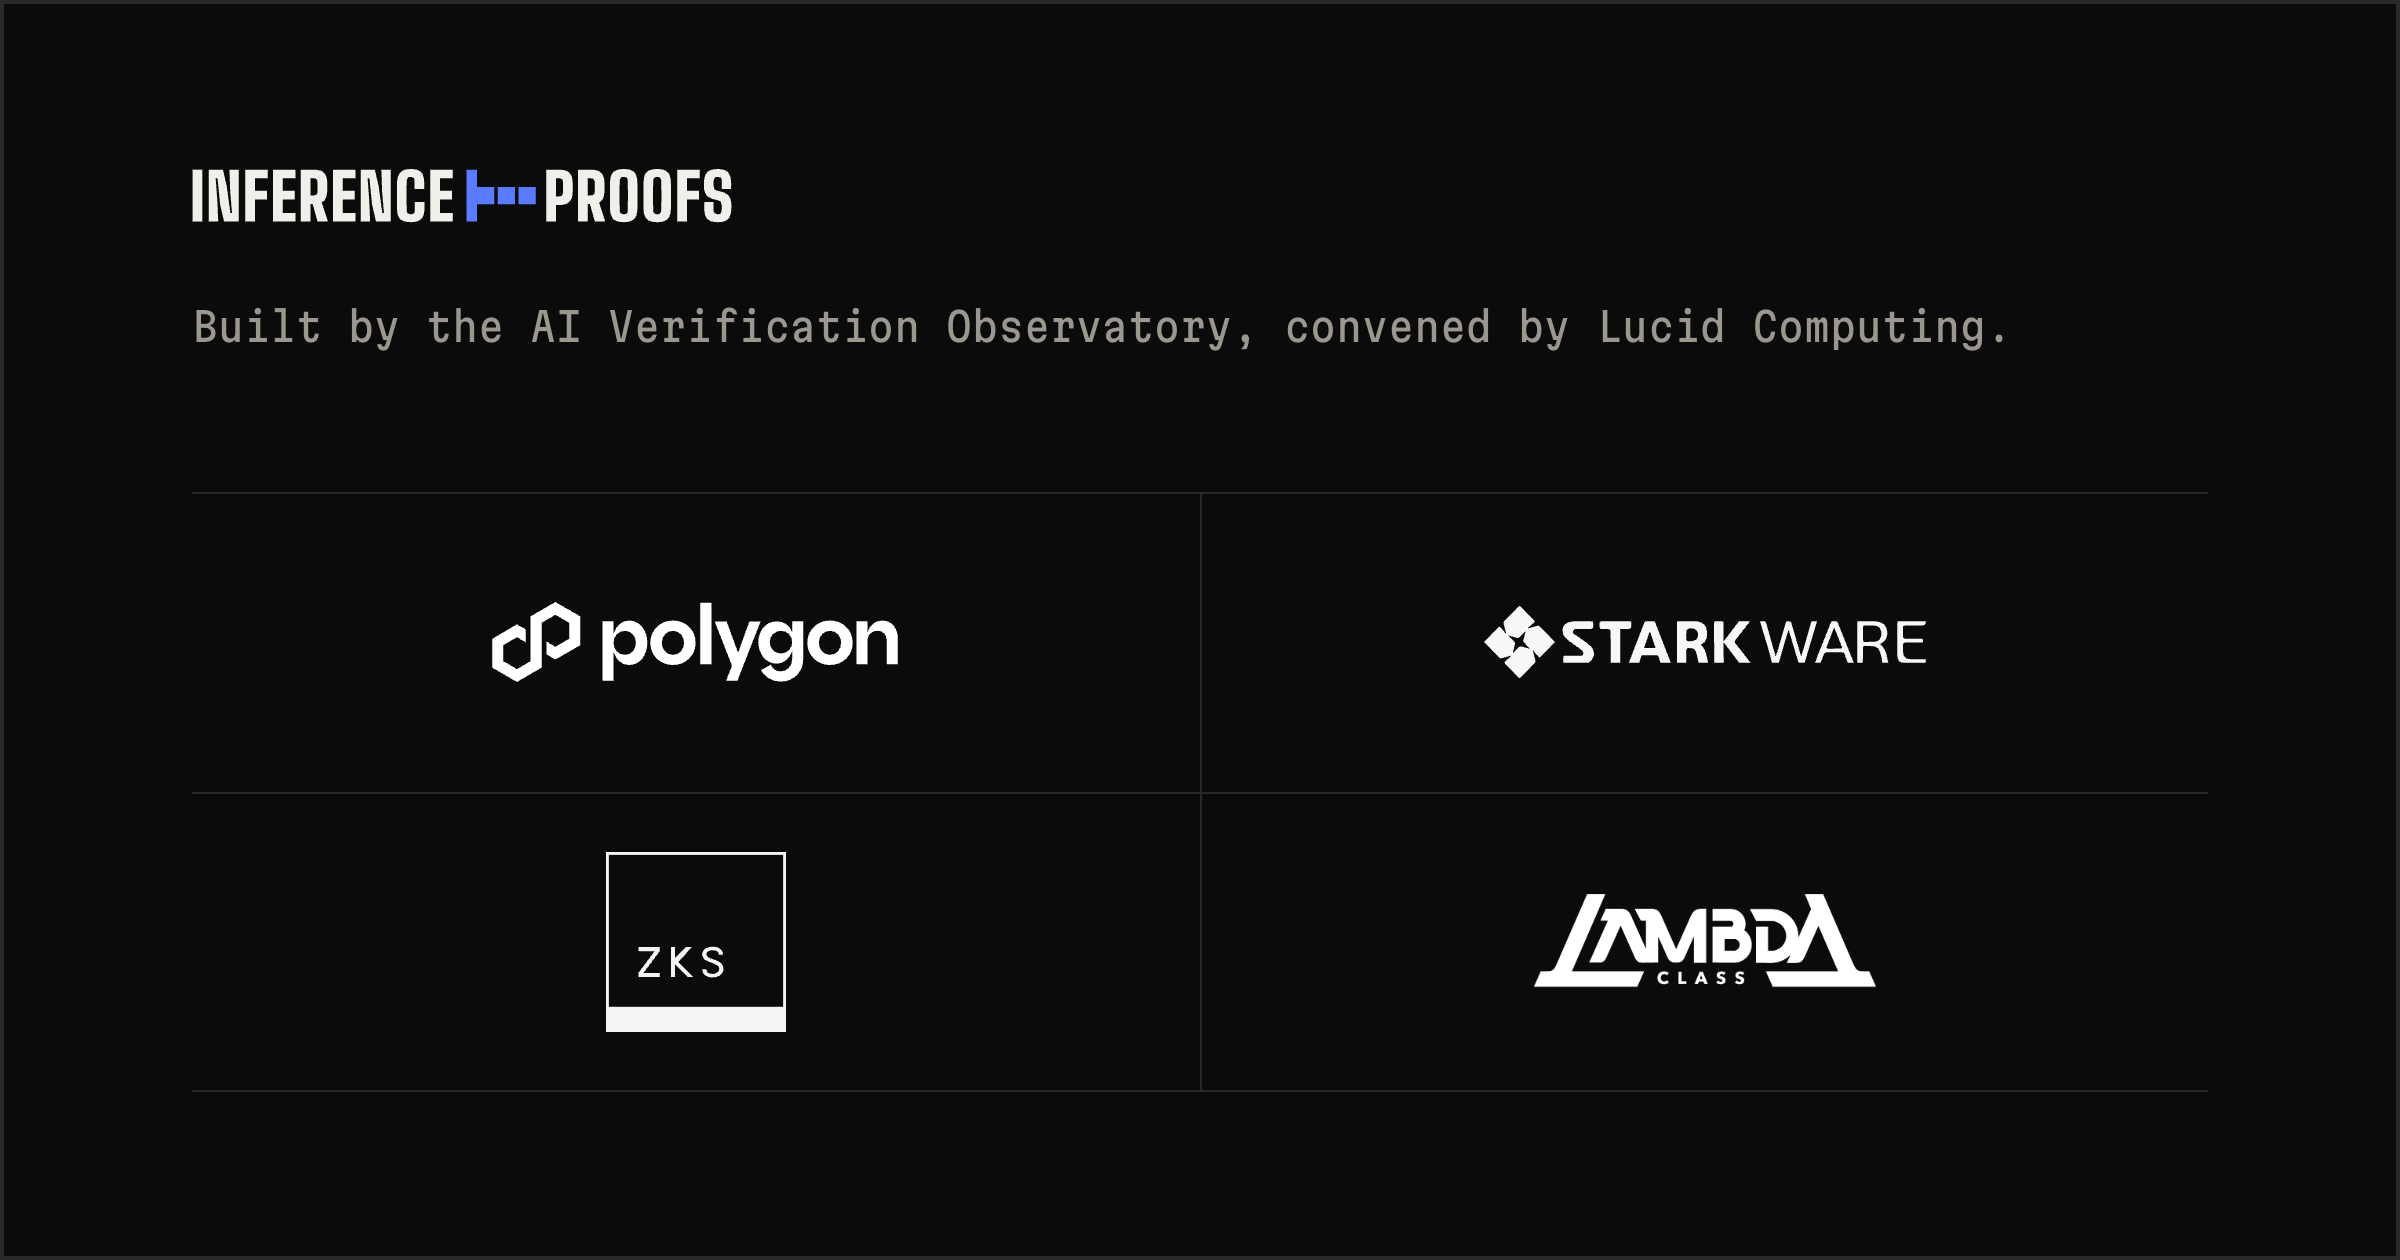 INFERENCE PROOFS
Built by the AI Verification Observatory, convened by Lucid Computing.
polygon
STARKWARE
ZKS
LAMBDA
CLASS